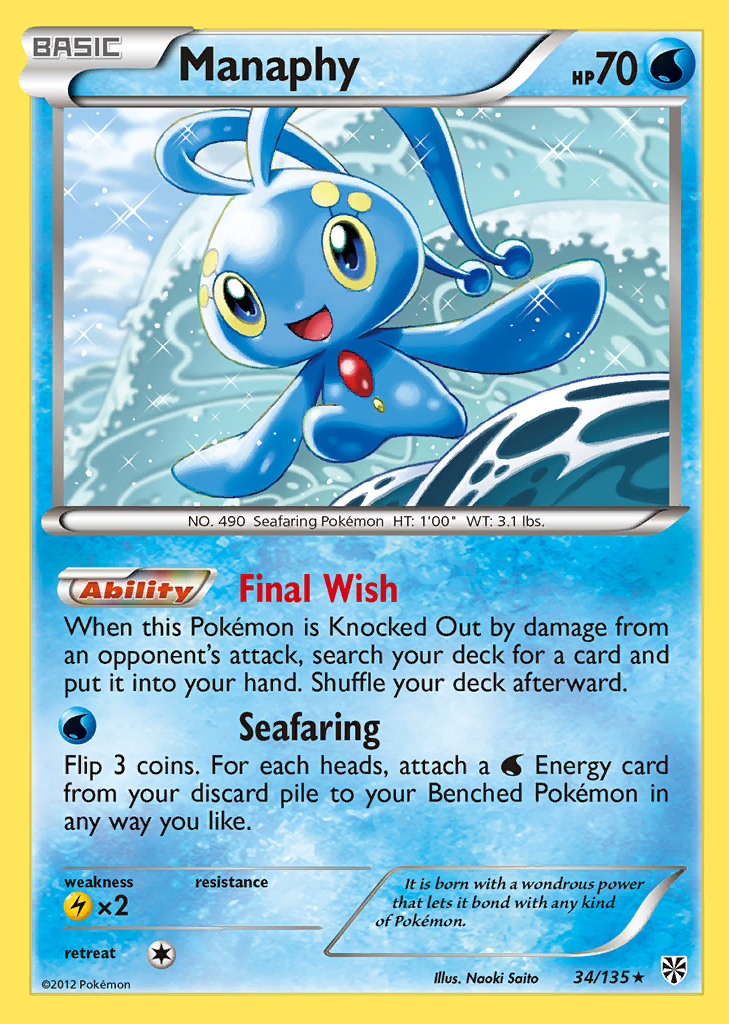 BASIC
Manaphy
HP 70
NO. 490 Seafaring Pokémon HT: 1'00" WT: 3.1 lbs.
Ability Final Wish
When this Pokémon is Knocked Out by damage from
an opponent's attack, search your deck for a card and
put it into your hand. Shuffle your deck afterward.
Seafaring
Flip 3 coins. For each heads, attach a Energy card
from your discard pile to your Benched Pokémon in
any way you like.
weakness resistance
×2
It is born with a wondrous power
that lets it bond with any kind
of Pokémon.
retreat
©2012 Pokémon
Illus. Naoki Saito 34/135★